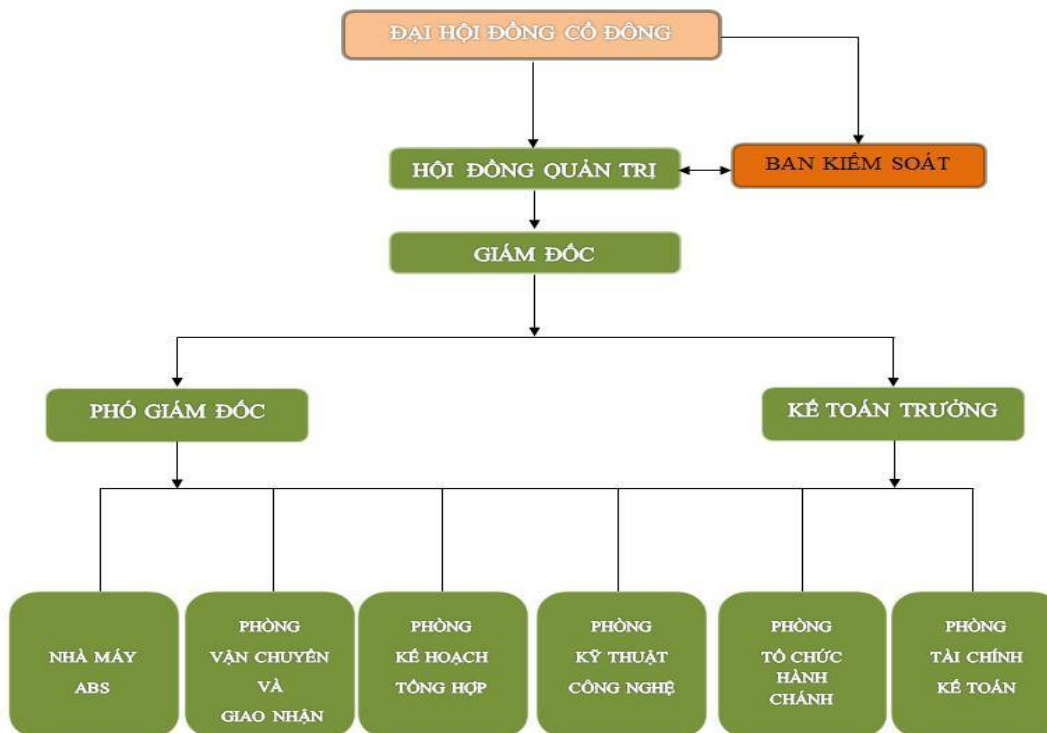 ĐẠI HỘI ĐỒNG CỔ ĐÔNG
HỘI ĐỒNG QUẢN TRỊ
BAN KIỂM SOÁT
GIÁM ĐỐC
PHÓ GIÁM ĐỐC
KẾ TOÁN TRƯỞNG
NHÀ MÁY
ABS
PHÒNG
VẬN CHUYỂN
VÀ
GIAO NHẬN
PHÒNG
KẾ HOẠCH
TỔNG HỢP
PHÒNG
KỸ THUẬT
CÔNG NGHỆ
PHÒNG
TỔ CHỨC
HÀNH
CHÁNH
PHÒNG
TÀI CHÍNH
KẾ TOÁN